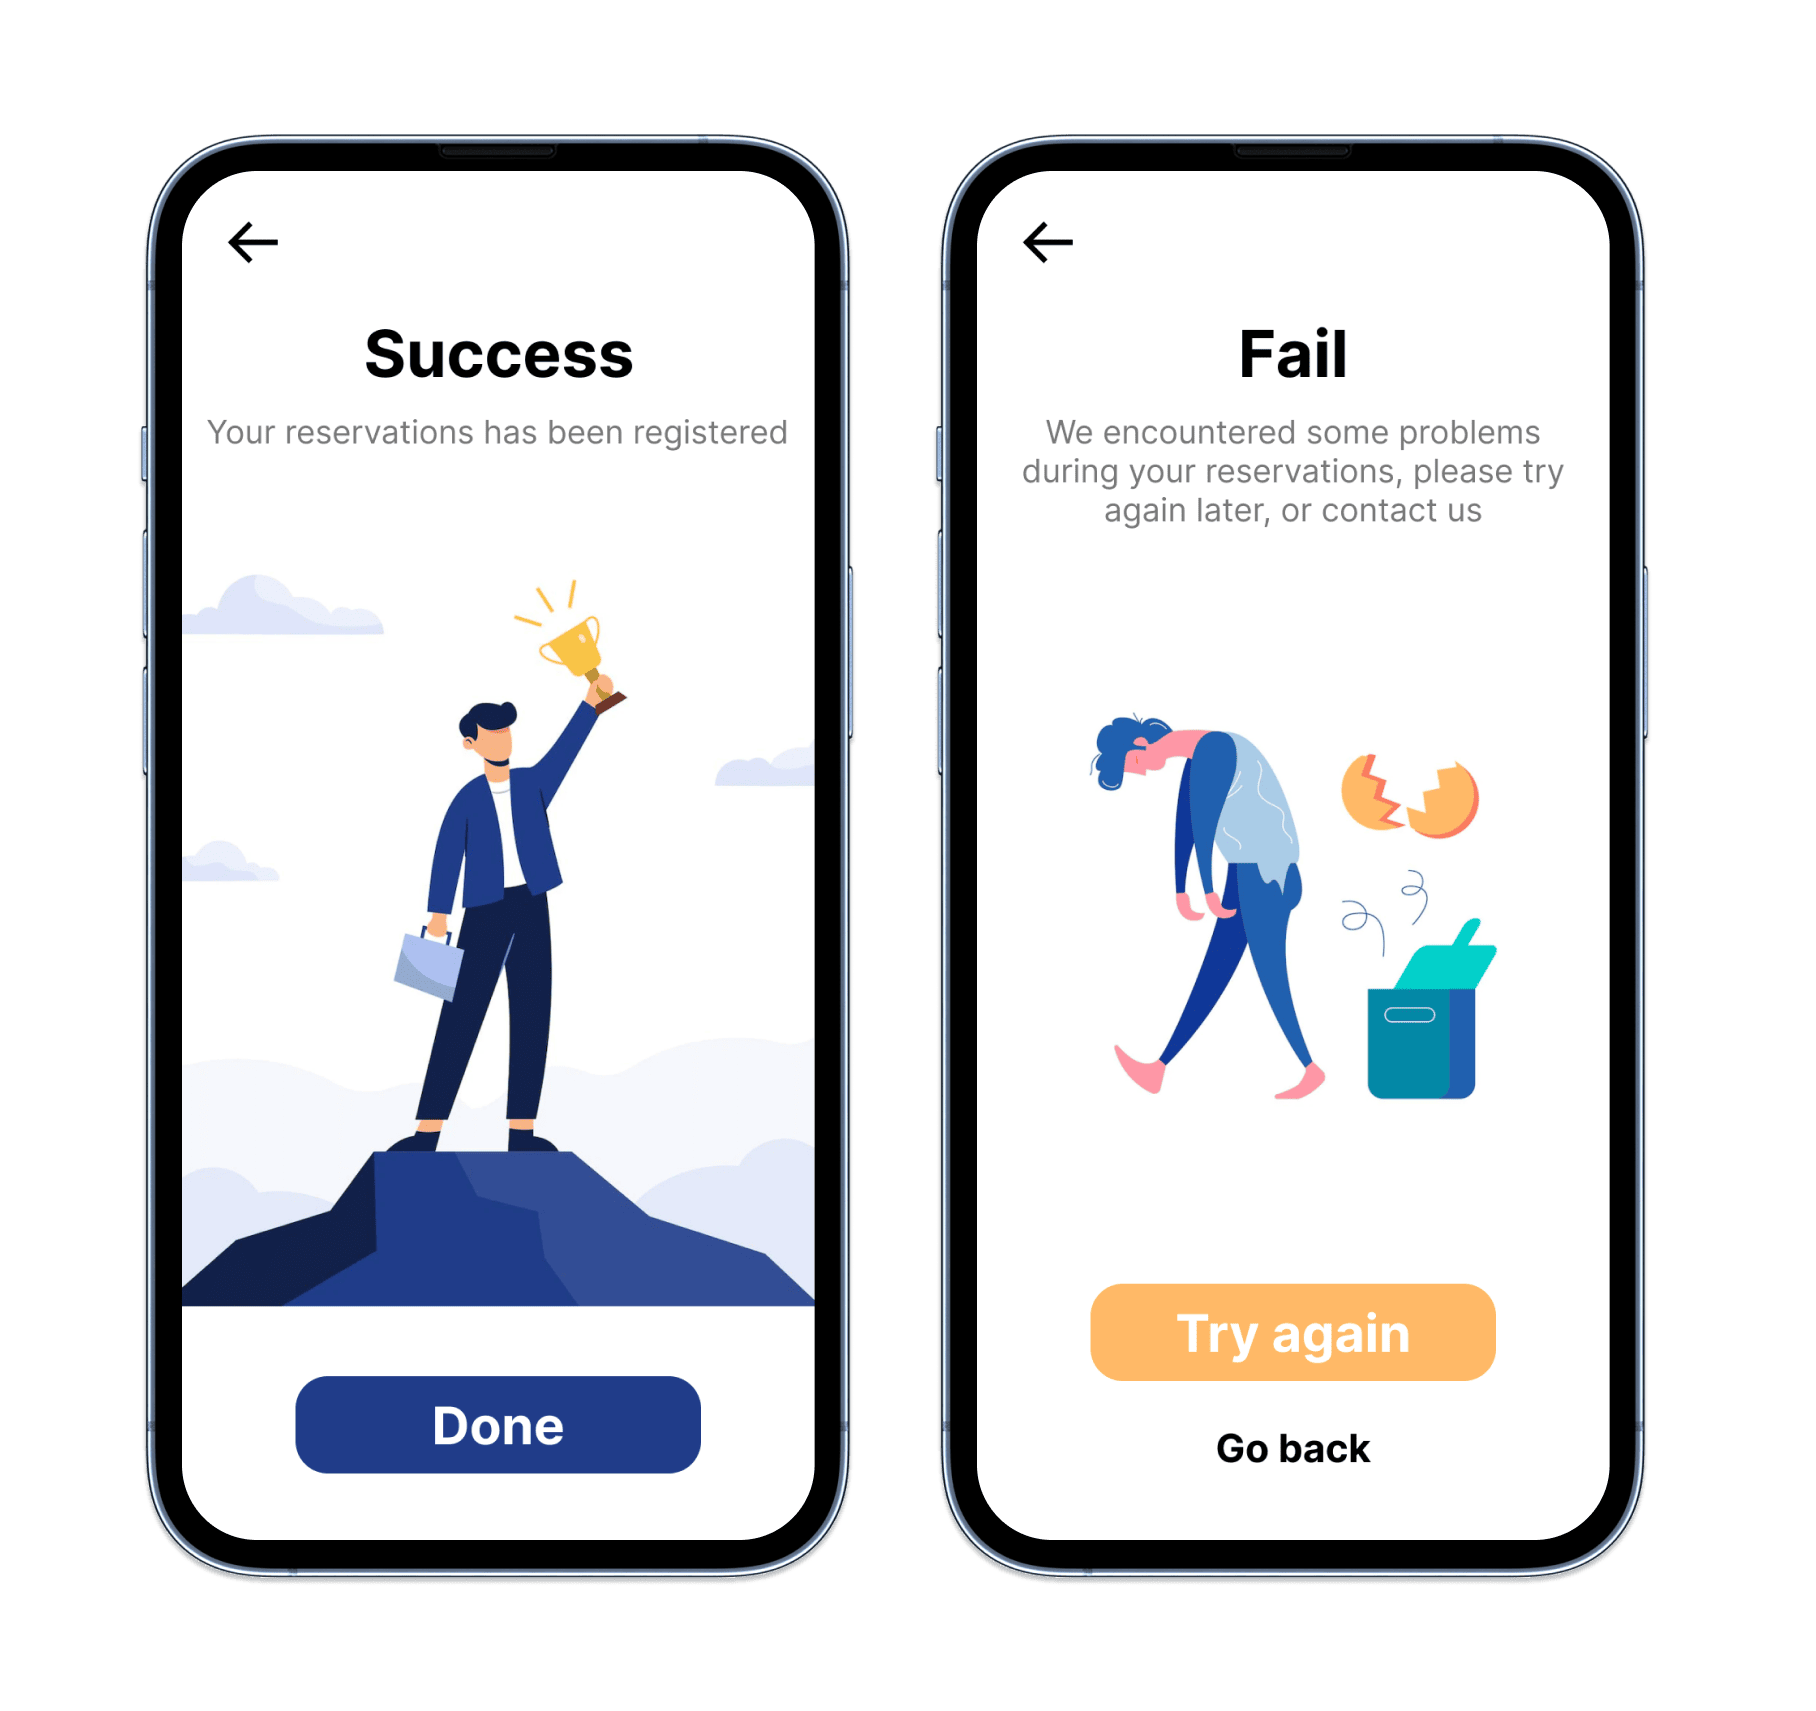 Success
Your reservations has been registered
Done
Fail
We encountered some problems
during your reservations, please try
again later, or contact us
Try again
Go back